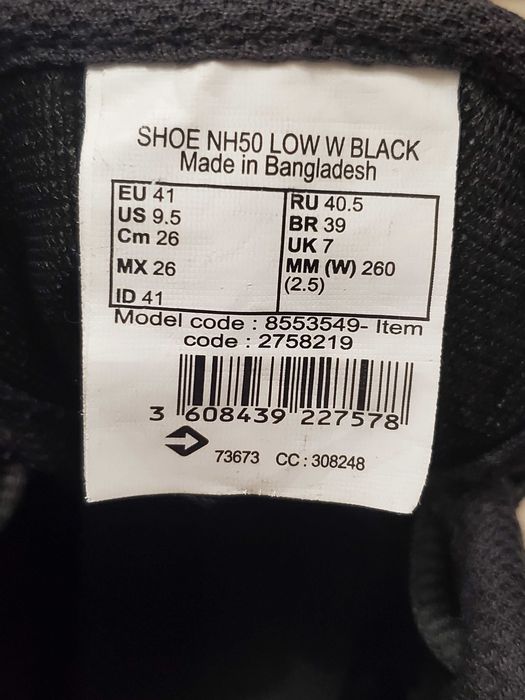 SHOE NH50 LOW W BLACK
Made in Bangladesh
EU 41
US 9.5
Cm 26
MX 26
ID 41
RU 40.5
BR 39
UK 7
MM (W) 260
(2.5)
Model code : 8553549- Item
code : 2758219
3 608439 227578
73673 CC : 308248